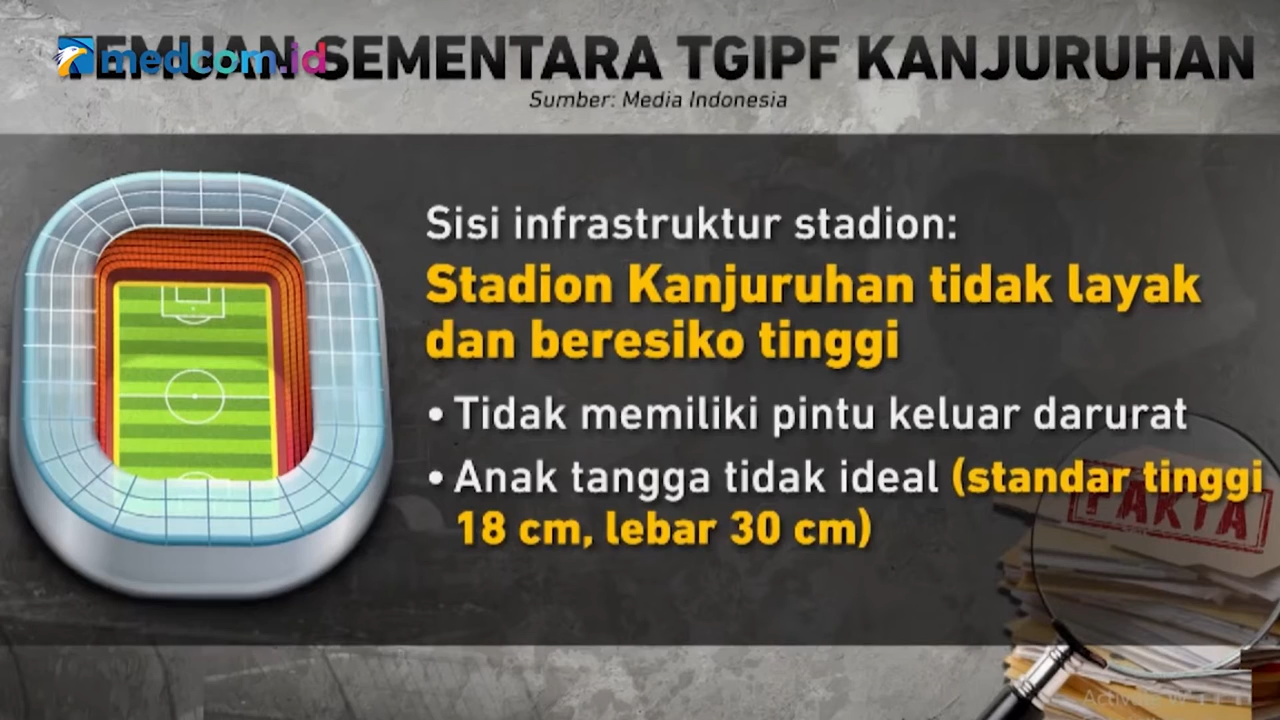 medcom.id
TEMUAN SEMENTARA TGIPF KANJURUHAN
Sumber: Media Indonesia
Sisi infrastruktur stadion:
Stadion Kanjuruhan tidak layak
dan beresiko tinggi
• Tidak memiliki pintu keluar darurat
• Anak tangga tidak ideal (standar tinggi
18 cm, lebar 30 cm)
FAKTA